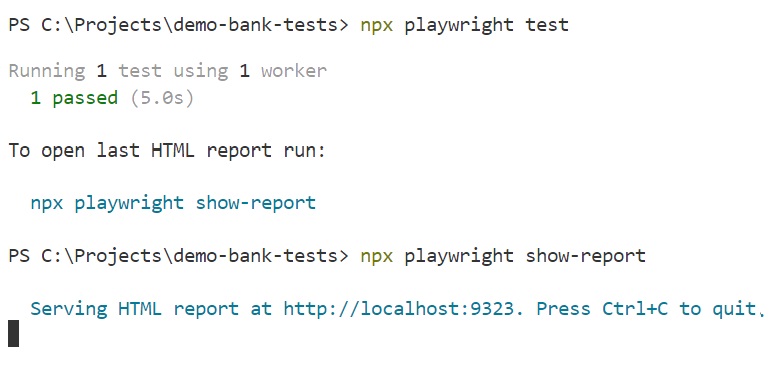 PS C:\Projects\demo-bank-tests> npx playwright test
Running 1 test using 1 worker
1 passed (5.0s)
To open last HTML report run:
npx playwright show-report
PS C:\Projects\demo-bank-tests> npx playwright show-report
Serving HTML report at http://localhost:9323. Press Ctrl+C to quit.